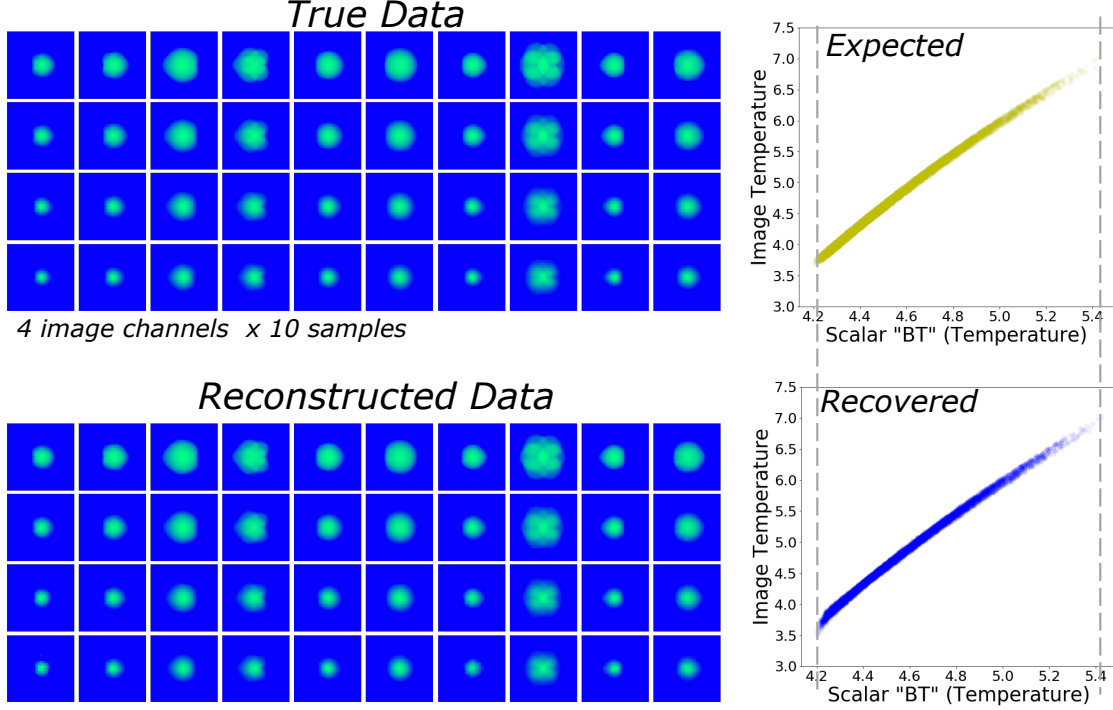 True Data
4 image channels x 10 samples
Expected
Image Temperature
7.5
7.0
6.5
6.0
5.5
5.0
4.5
4.0
3.5
3.0
4.2 4.4 4.6 4.8 5.0 5.2 5.4
Scalar "BT" (Temperature)
Reconstructed Data
Recovered
Image Temperature
7.5
7.0
6.5
6.0
5.5
5.0
4.5
4.0
3.5
3.0
4.2 4.4 4.6 4.8 5.0 5.2 5.4
Scalar "BT" (Temperature)